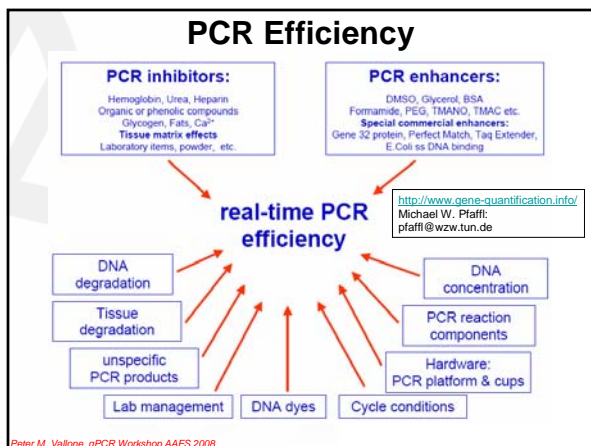 PCR Efficiency
PCR inhibitors:
Hemoglobin, Urea, Heparin
Organic or phenolic compounds
Glycogen, Fats, Ca²⁺
Tissue matrix effects
Laboratory items, powder, etc.
PCR enhancers:
DMSO, Glycerol, BSA
Formamide, PEG, TMANO, TMAC etc.
Special commercial enhancers:
Gene 32 protein, Perfect Match, Taq Extender,
E.Coli ss DNA binding
real-time PCR
efficiency
http://www.gene-quantification.info/
Michael W. Pfaffl:
pfaffl@wzw.tun.de
DNA
degradation
Tissue
degradation
unspecific
PCR products
Lab management
DNA dyes
Cycle conditions
Hardware:
PCR platform & cups
PCR reaction
components
DNA
concentration
Peter M. Vallone qPCR Workshop AAFS 2008